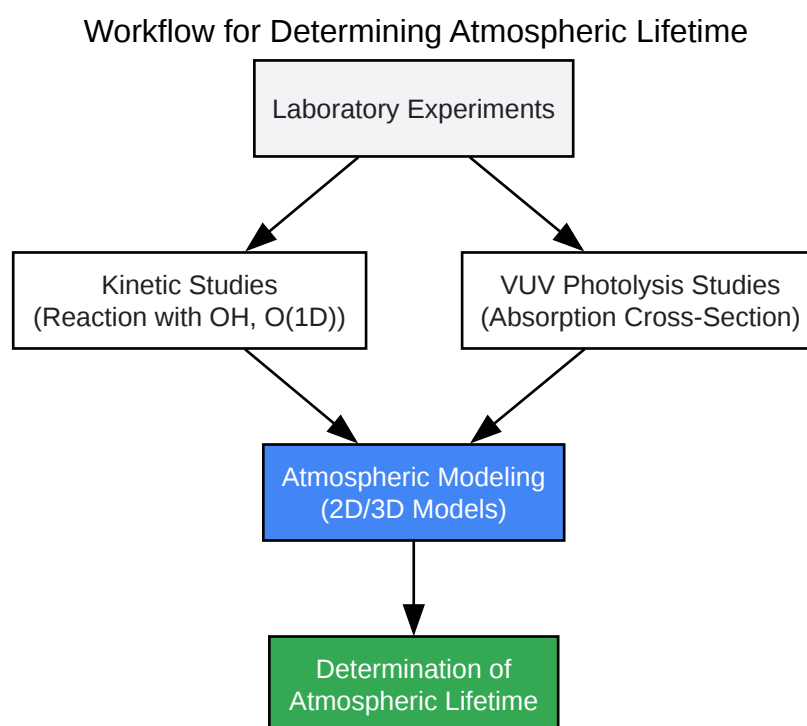 Workflow for Determining Atmospheric Lifetime
Laboratory Experiments
Kinetic Studies
(Reaction with OH, O(1D))
VUV Photolysis Studies
(Absorption Cross-Section)
Atmospheric Modeling
(2D/3D Models)
Determination of
Atmospheric Lifetime